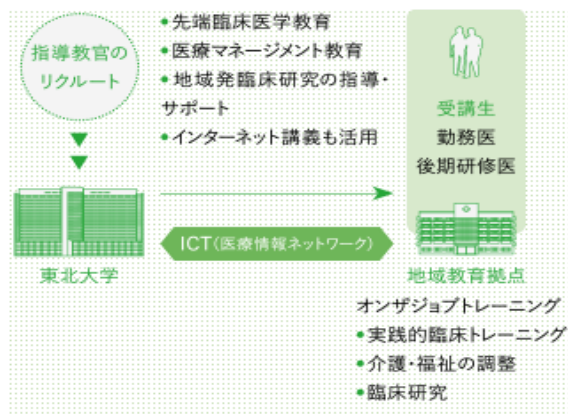 指導教官の
リクルート
•先端臨床医学教育
•医療マネージメント教育
•地域発臨床研究の指導・
サポート
•インターネット講義も活用
受講生
勤務医
後期研修医
ICT（医療情報ネットワーク）
東北大学
地域教育拠点
オンザジョブトレーニング
•実践的臨床トレーニング
•介護・福祉の調整
•臨床研究